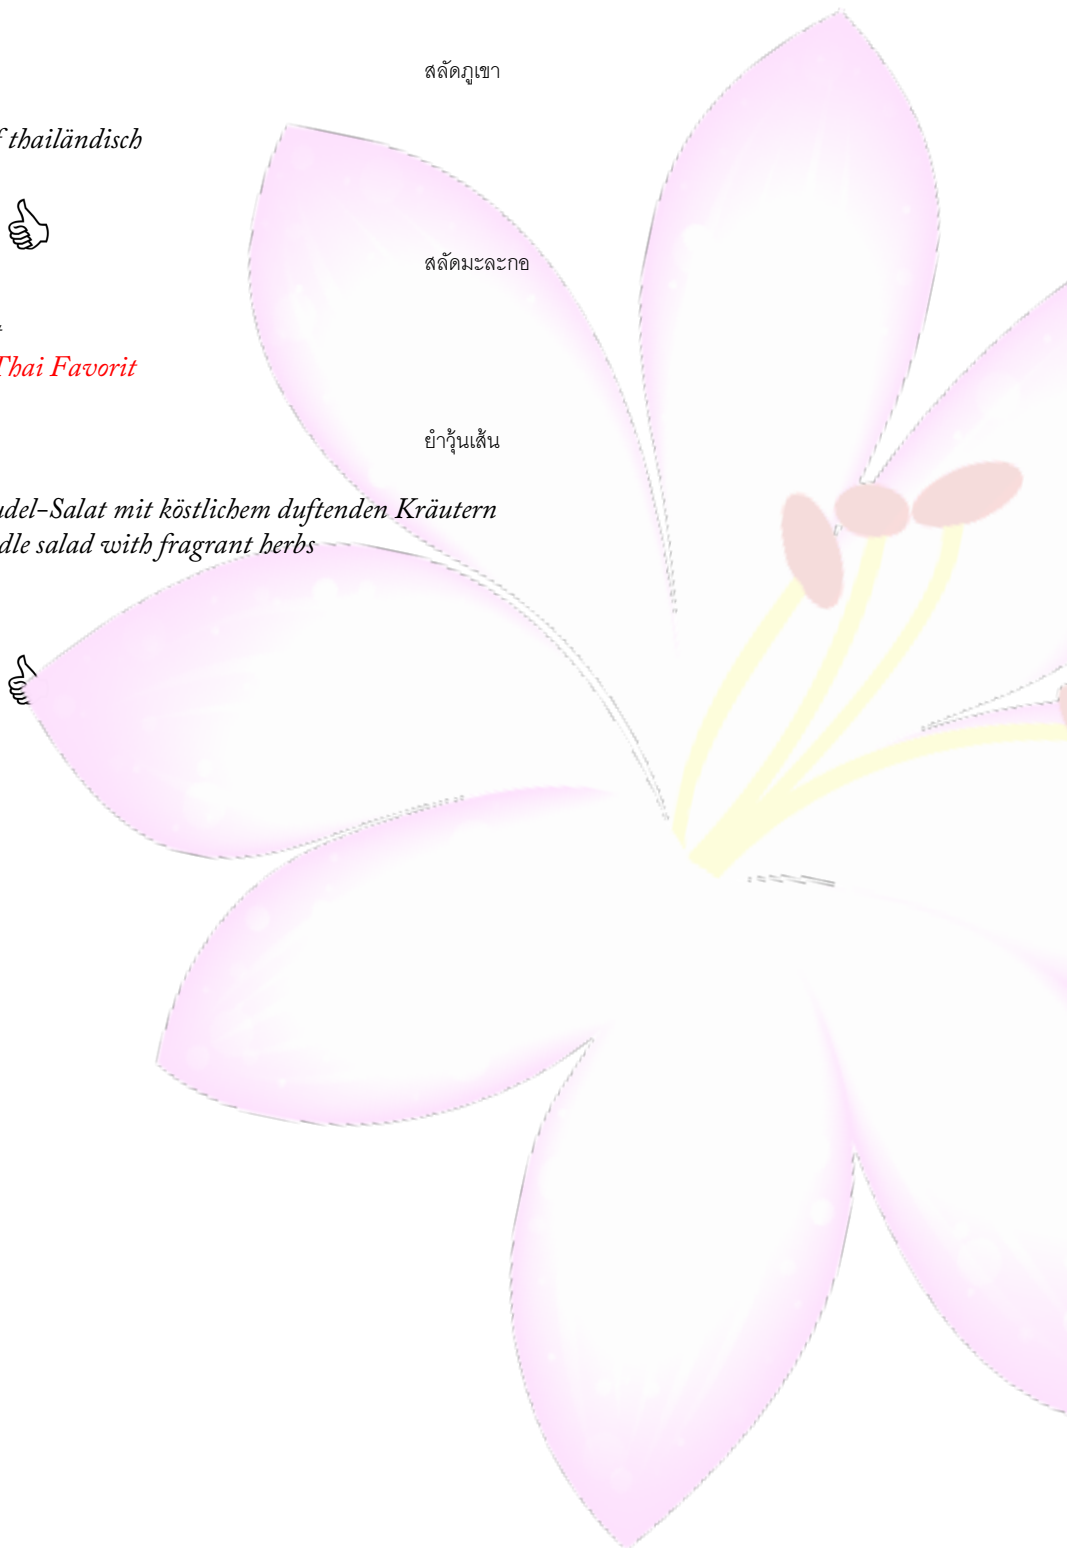 สลัดภูเขา
thailändisch
สลัดมะละกอ
Thai Favorit
ยำวุ้นเส้น
udel-Salat mit köstlichem duftenden Kräutern
dle salad with fragrant herbs